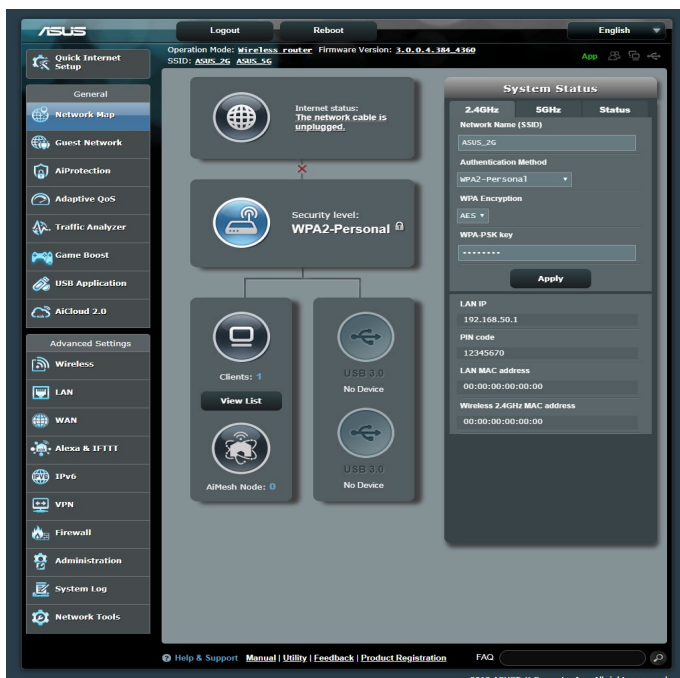 ASUS
Logout
Reboot
English
Quick Internet
Setup
Operation Mode: Wireless router Firmware Version: 3.0.0.4.384_4360
SSID: ASUS_2G ASUS_5G
App
General
Network Map
Guest Network
AiProtection
Adaptive QoS
Traffic Analyzer
Game Boost
USB Application
AiCloud 2.0
Advanced Settings
Wireless
LAN
WAN
Alexa & IFTTT
IPv6
VPN
Firewall
Administration
System Log
Network Tools
Internet status:
The network cable is
unplugged.
Security level:
WPA2-Personal
Clients: 1
View List
AiMesh Node: 0
USB 3.0
No Device
USB 3.0
No Device
System Status
2.4GHz 5GHz Status
Network Name (SSID)
ASUS_2G
Authentication Method
WPA2-Personal
WPA Encryption
AES
WPA-PSK key
········
Apply
LAN IP
192.168.50.1
PIN code
12345670
LAN MAC address
00:00:00:00:00:00
Wireless 2.4GHz MAC address
00:00:00:00:00:00
Help & Support Manual | Utility | Feedback | Product Registration FAQ